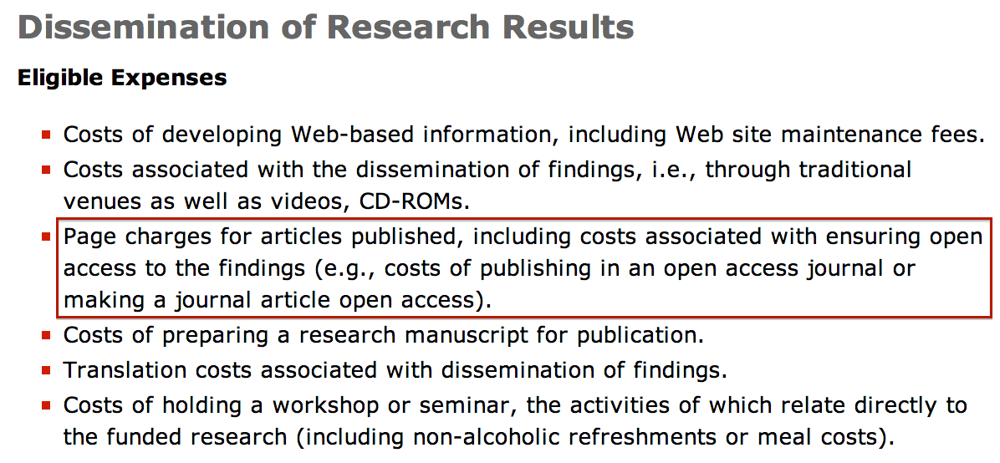 Dissemination of Research Results
Eligible Expenses
Costs of developing Web-based information, including Web site maintenance fees.
Costs associated with the dissemination of findings, i.e., through traditional
venues as well as videos, CD-ROMs.
Page charges for articles published, including costs associated with ensuring open
access to the findings (e.g., costs of publishing in an open access journal or
making a journal article open access).
Costs of preparing a research manuscript for publication.
Translation costs associated with dissemination of findings.
Costs of holding a workshop or seminar, the activities of which relate directly to
the funded research (including non-alcoholic refreshments or meal costs).